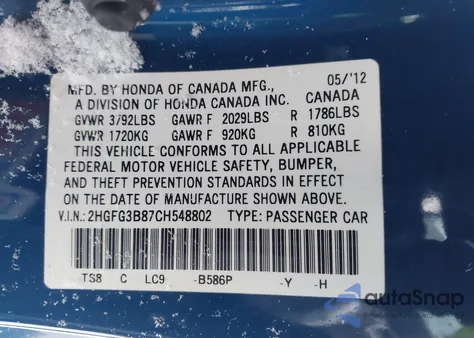 MFD. BY HONDA OF CANADA MFG., 05/'12
A DIVISION OF HONDA CANADA INC. CANADA
GVWR 3792LBS GAWR F 2029LBS R 1786LBS
GVWR 1720KG GAWR F 920KG R 810KG
THIS VEHICLE CONFORMS TO ALL APPLICABLE
FEDERAL MOTOR VEHICLE SAFETY, BUMPER,
AND THEFT PREVENTION STANDARDS IN EFFECT
ON THE DATE OF MANUFACTURE SHOWN ABOVE.
V.I.N.: 2HGFG3B87CH548802 TYPE: PASSENGER CAR
TS8 C LC9 -B586P -Y -H
autoSnap